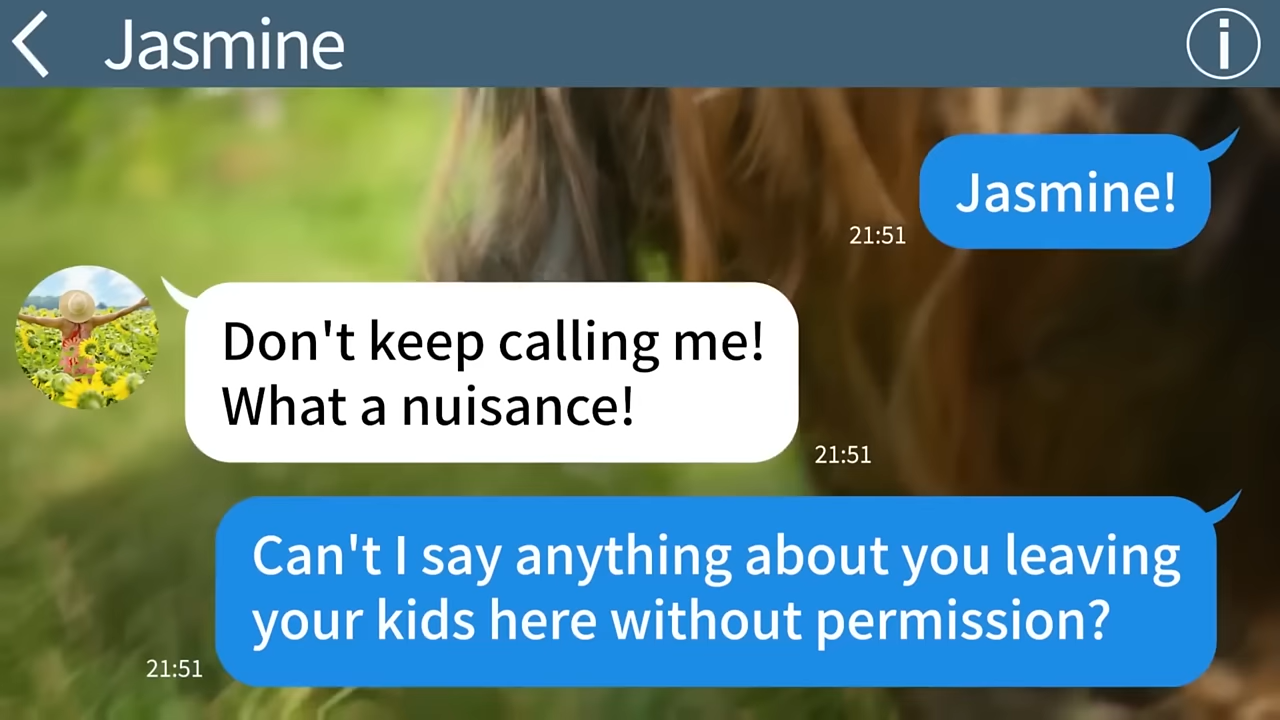 Jasmine
Jasmine!
21:51
Don't keep calling me!
What a nuisance!
21:51
Can't I say anything about you leaving
your kids here without permission?
21:51